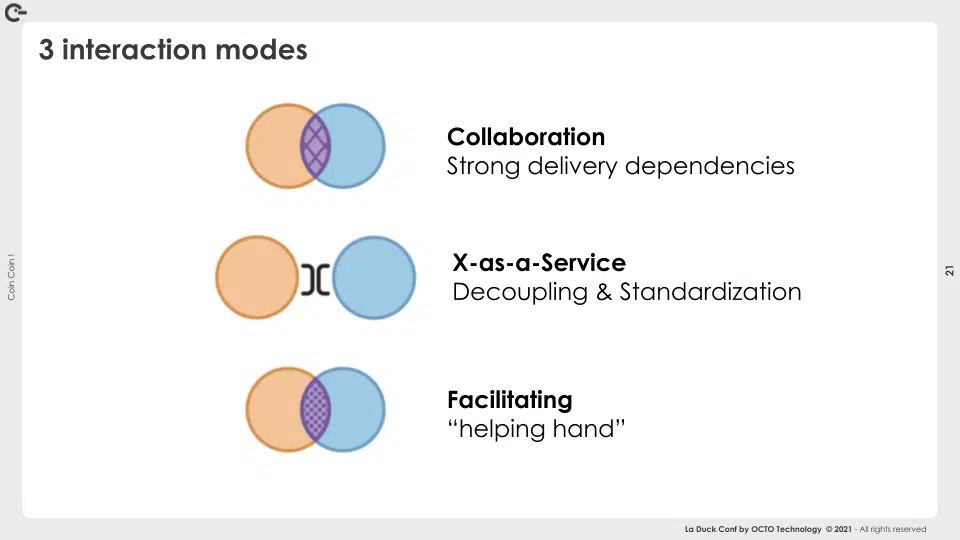 3 interaction modes
Collaboration
Strong delivery dependencies
X-as-a-Service
Decoupling & Standardization
Facilitating
“helping hand”
Coin Coin !
21
La Duck Conf by OCTO Technology © 2021 - All rights reserved